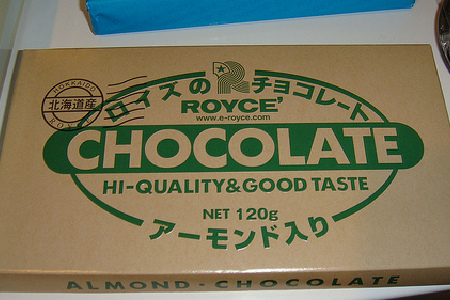 HOKKAIDO
北海道産
ROYCE'
ロイズのチョコレート
R
ROYCE'
www.e-royce.com
CHOCOLATE
HI-QUALITY&GOOD TASTE
NET 120g
アーモンド入り
ALMOND・CHOCOLATE